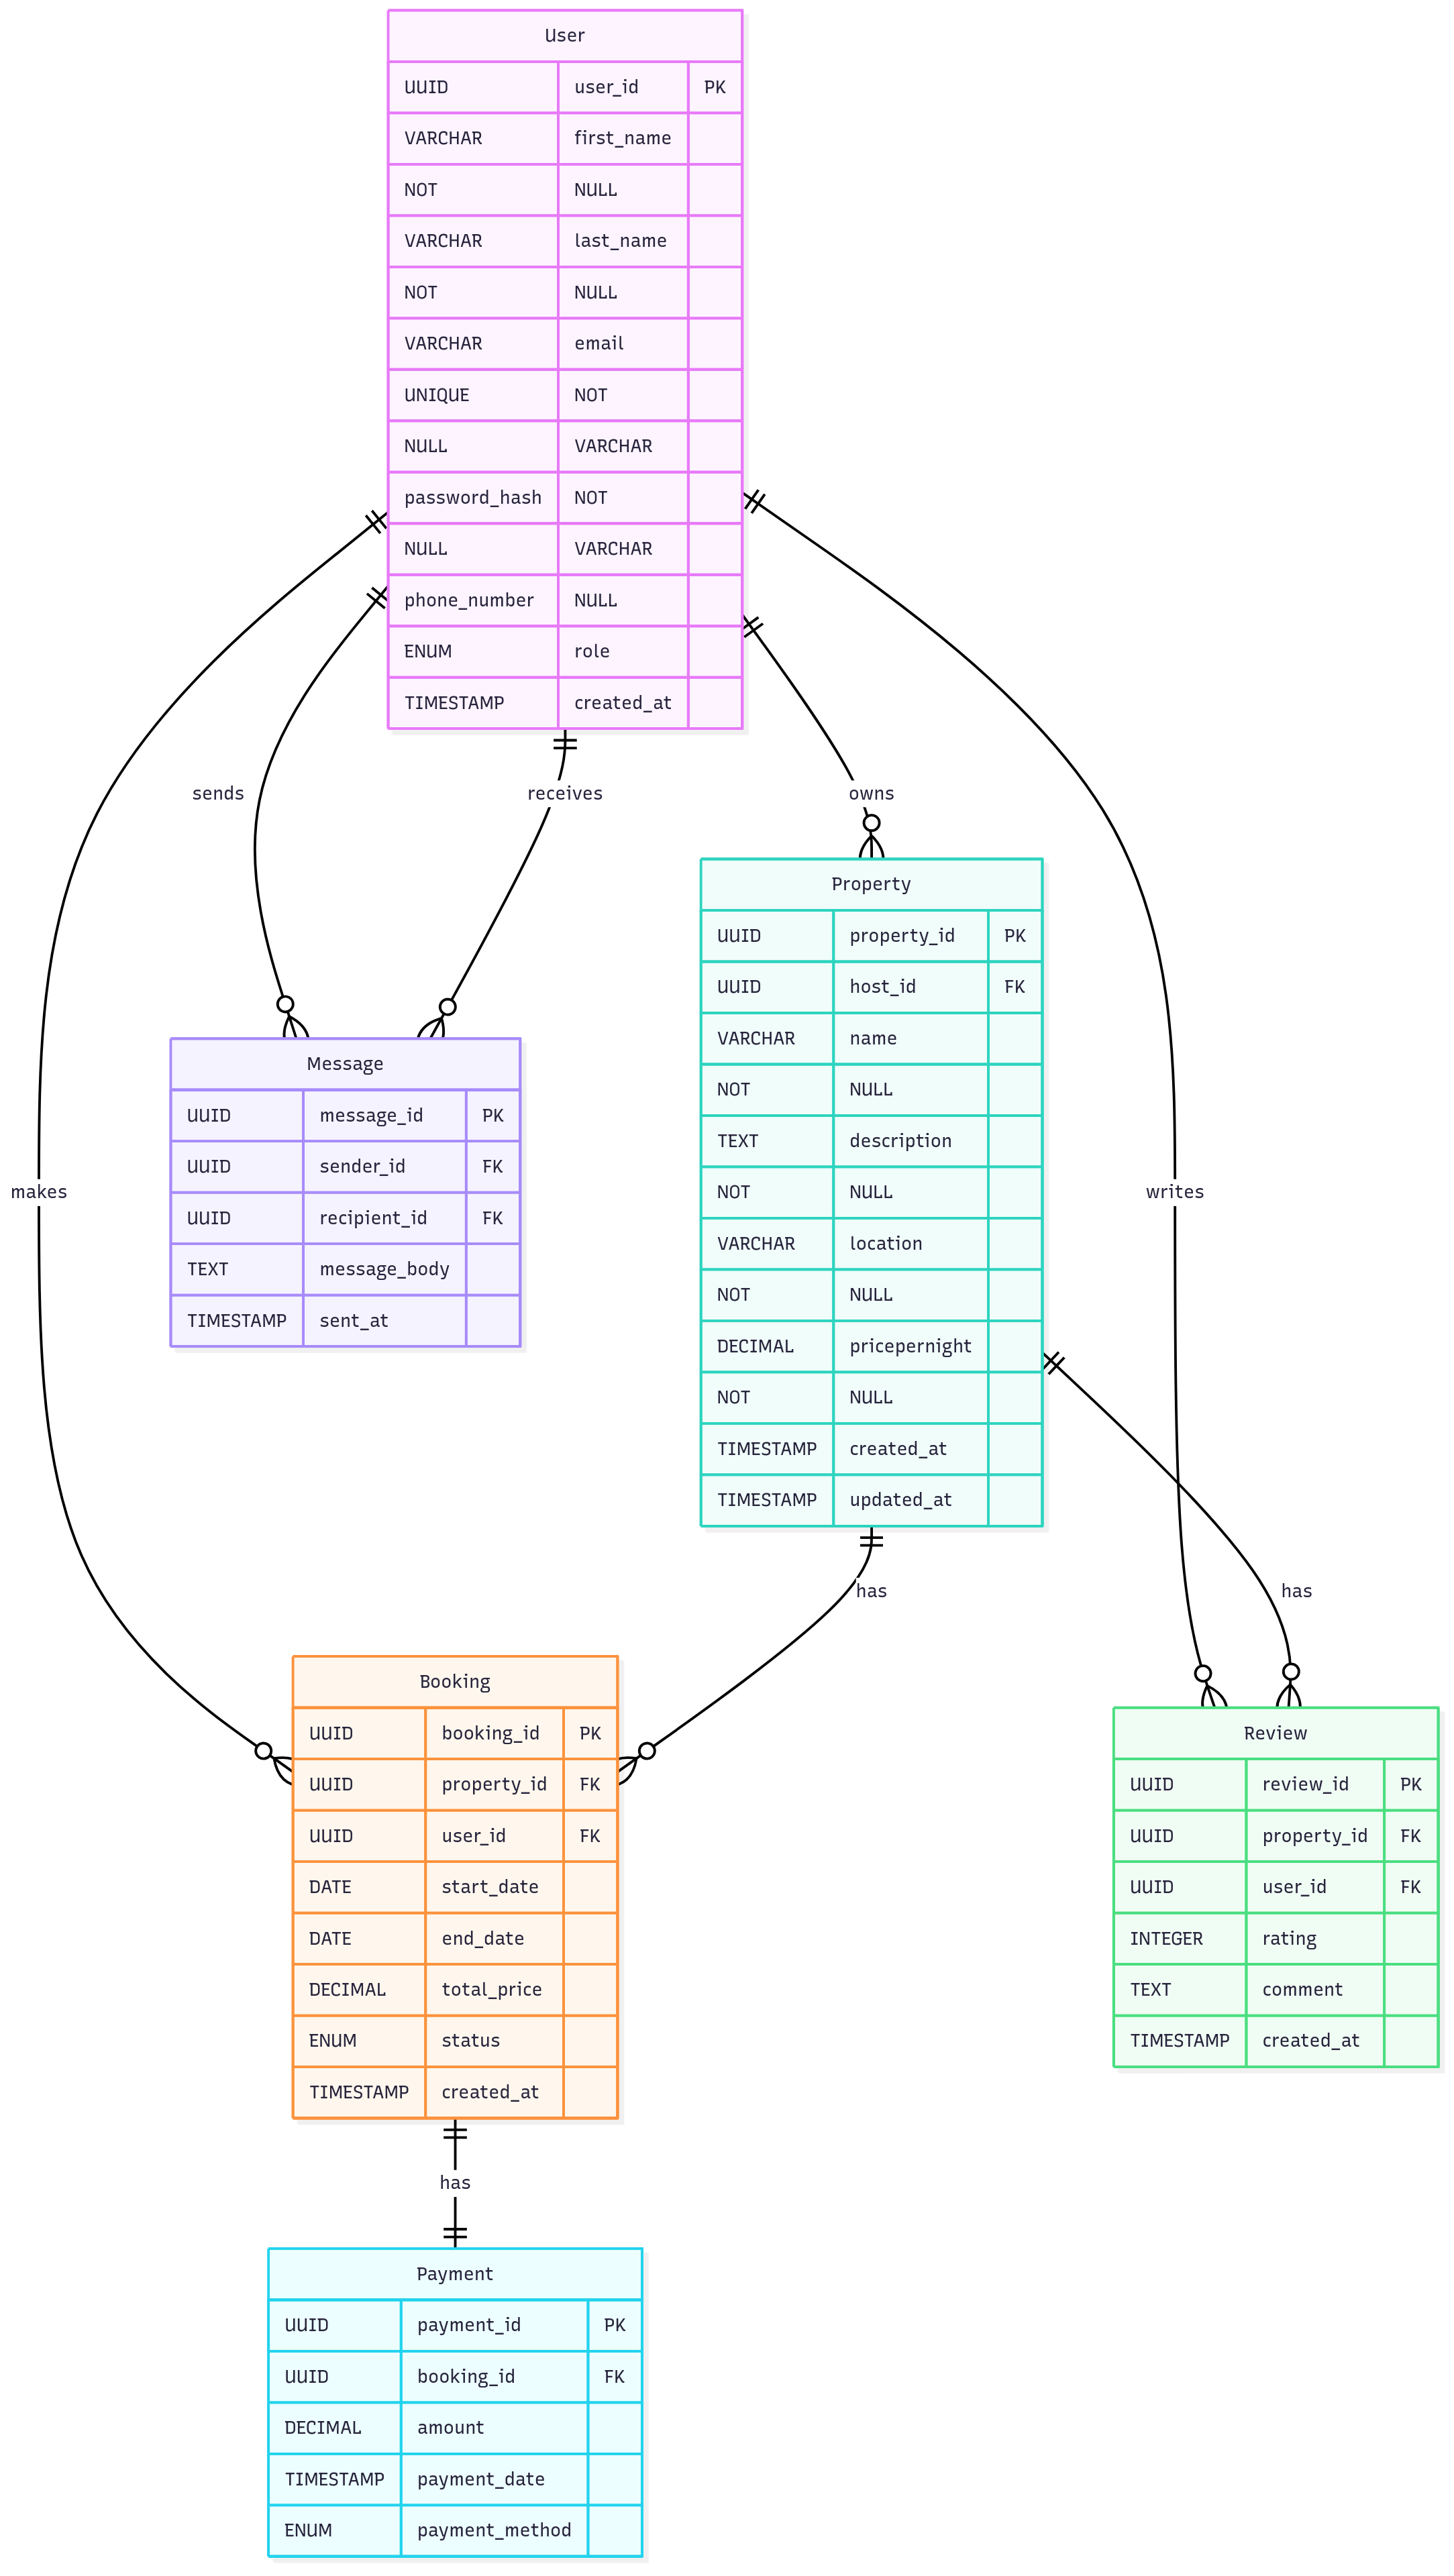 User
UUID user_id PK
VARCHAR first_name
NOT NULL
VARCHAR last_name
NOT NULL
VARCHAR email
UNIQUE NOT
NULL VARCHAR
password_hash NOT
NULL VARCHAR
phone_number NULL
ENUM role
TIMESTAMP created_at
sends
receives
owns
Property
UUID property_id PK
UUID host_id FK
VARCHAR name
NOT NULL
TEXT description
NOT NULL
VARCHAR location
NOT NULL
DECIMAL pricepernight
NOT NULL
TIMESTAMP created_at
TIMESTAMP updated_at
Message
UUID message_id PK
UUID sender_id FK
UUID recipient_id FK
TEXT message_body
TIMESTAMP sent_at
makes
writes
has
has
Booking
UUID booking_id PK
UUID property_id FK
UUID user_id FK
DATE start_date
DATE end_date
DECIMAL total_price
ENUM status
TIMESTAMP created_at
Review
UUID review_id PK
UUID property_id FK
UUID user_id FK
INTEGER rating
TEXT comment
TIMESTAMP created_at
has
Payment
UUID payment_id PK
UUID booking_id FK
DECIMAL amount
TIMESTAMP payment_date
ENUM payment_method